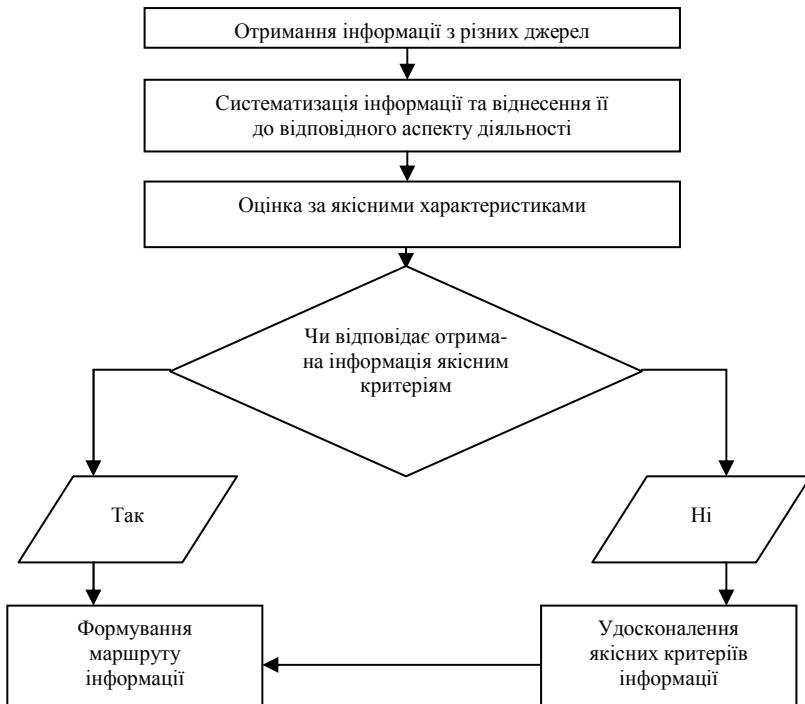 Отримання інформації з різних джерел
Систематизація інформації та віднесення її
до відповідного аспекту діяльності
Оцінка за якісними характеристиками
Чи відповідає отрима-
на інформація якісним
критеріям
Так
Ні
Формування
маршруту
інформації
Удосконалення
якісних критеріїв
інформації